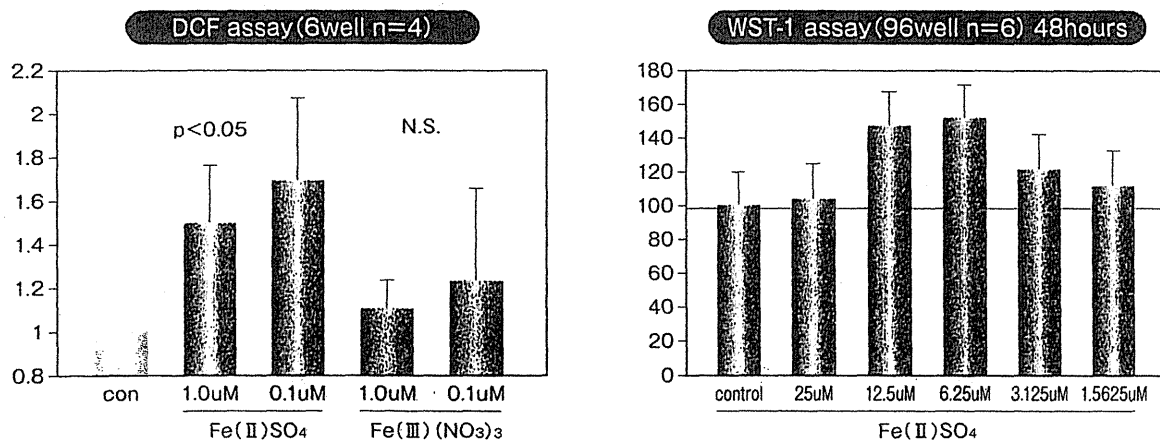 DCF assay(6well n=4)
2.2
2
1.8
1.6
1.4
1.2
1
0.8
p<0.05
N.S.
con 1.0uM 0.1uM 1.0uM 0.1uM
Fe(Ⅱ)SO₄ Fe(Ⅲ)(NO₃)₃
WST-1 assay(96well n=6) 48hours
180
160
140
120
100
80
60
40
20
0
control 25uM 12.5uM 6.25uM 3.125uM 1.5625uM
Fe(Ⅱ)SO₄